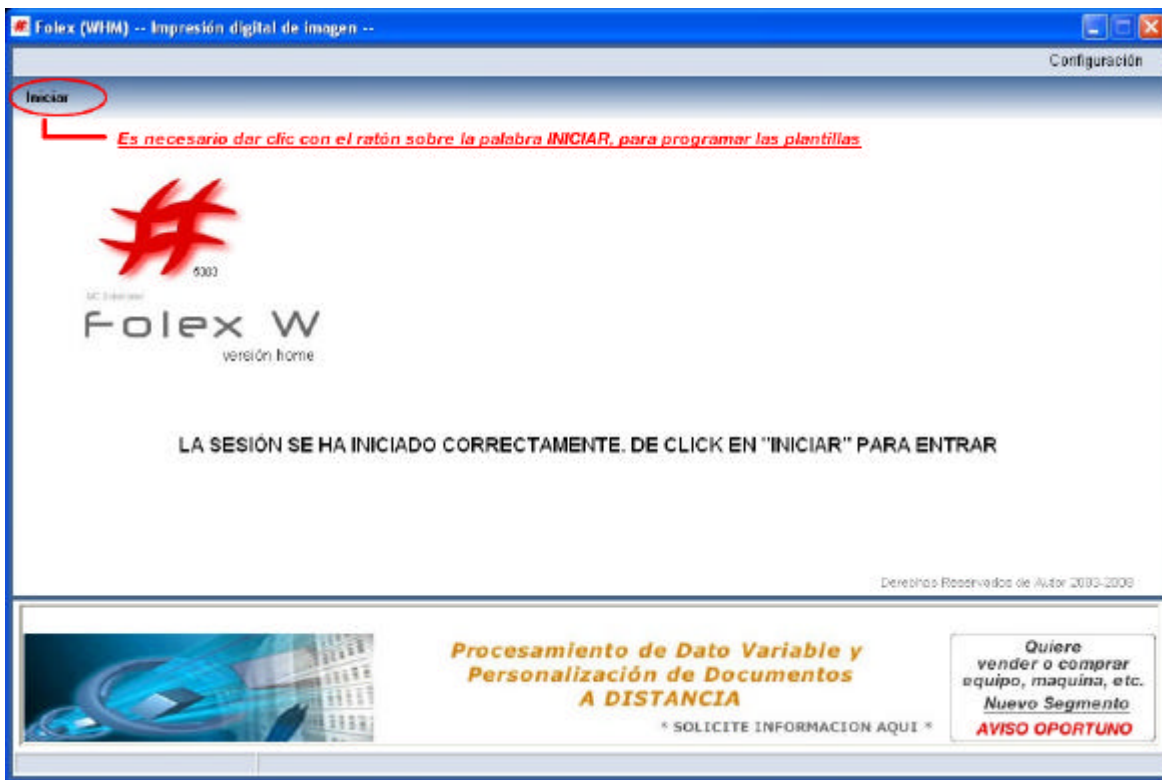 Folex (WHM) -- Impresión digital de imagen --
Configuración
Iniciar
Es necesario dar clic con el ratón sobre la palabra INICIAR, para programar las plantillas
Folex W
versión home
LA SESIÓN SE HA INICIADO CORRECTAMENTE. DE CLICK EN "INICIAR" PARA ENTRAR
Derechos Reservados de Autor 2003-2008
Procesamiento de Dato Variable y
Personalización de Documentos
A DISTANCIA
* SOLICITE INFORMACION AQUI *
Quiere
vender o comprar
equipo, maquina, etc.
Nuevo Segmento
AVISO OPORTUNO